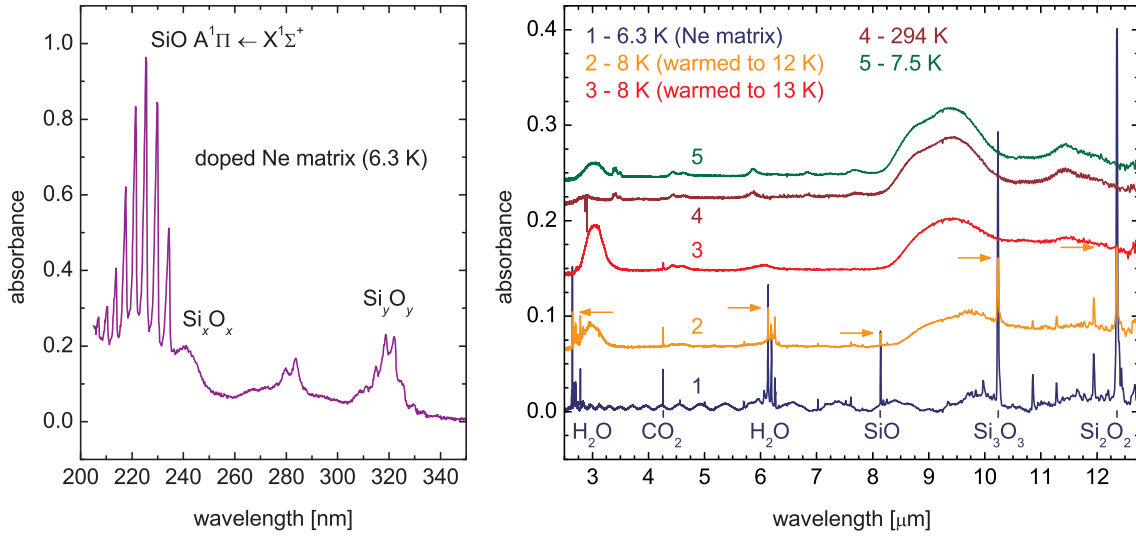 SiO A¹Π ← X¹Σ⁺
doped Ne matrix (6.3 K)
SiₓOₓ
SiᵧOᵧ
absorbance
1.0
0.8
0.6
0.4
0.2
0.0
200 220 240 260 280 300 320 340
wavelength [nm]
1 - 6.3 K (Ne matrix)
2 - 8 K (warmed to 12 K)
3 - 8 K (warmed to 13 K)
4 - 294 K
5 - 7.5 K
absorbance
0.4
0.3
0.2
0.1
0.0
5
4
3
2
1
H₂O CO₂ H₂O SiO Si₃O₃ Si₂O₂
3 4 5 6 7 8 9 10 11 12
wavelength [μm]